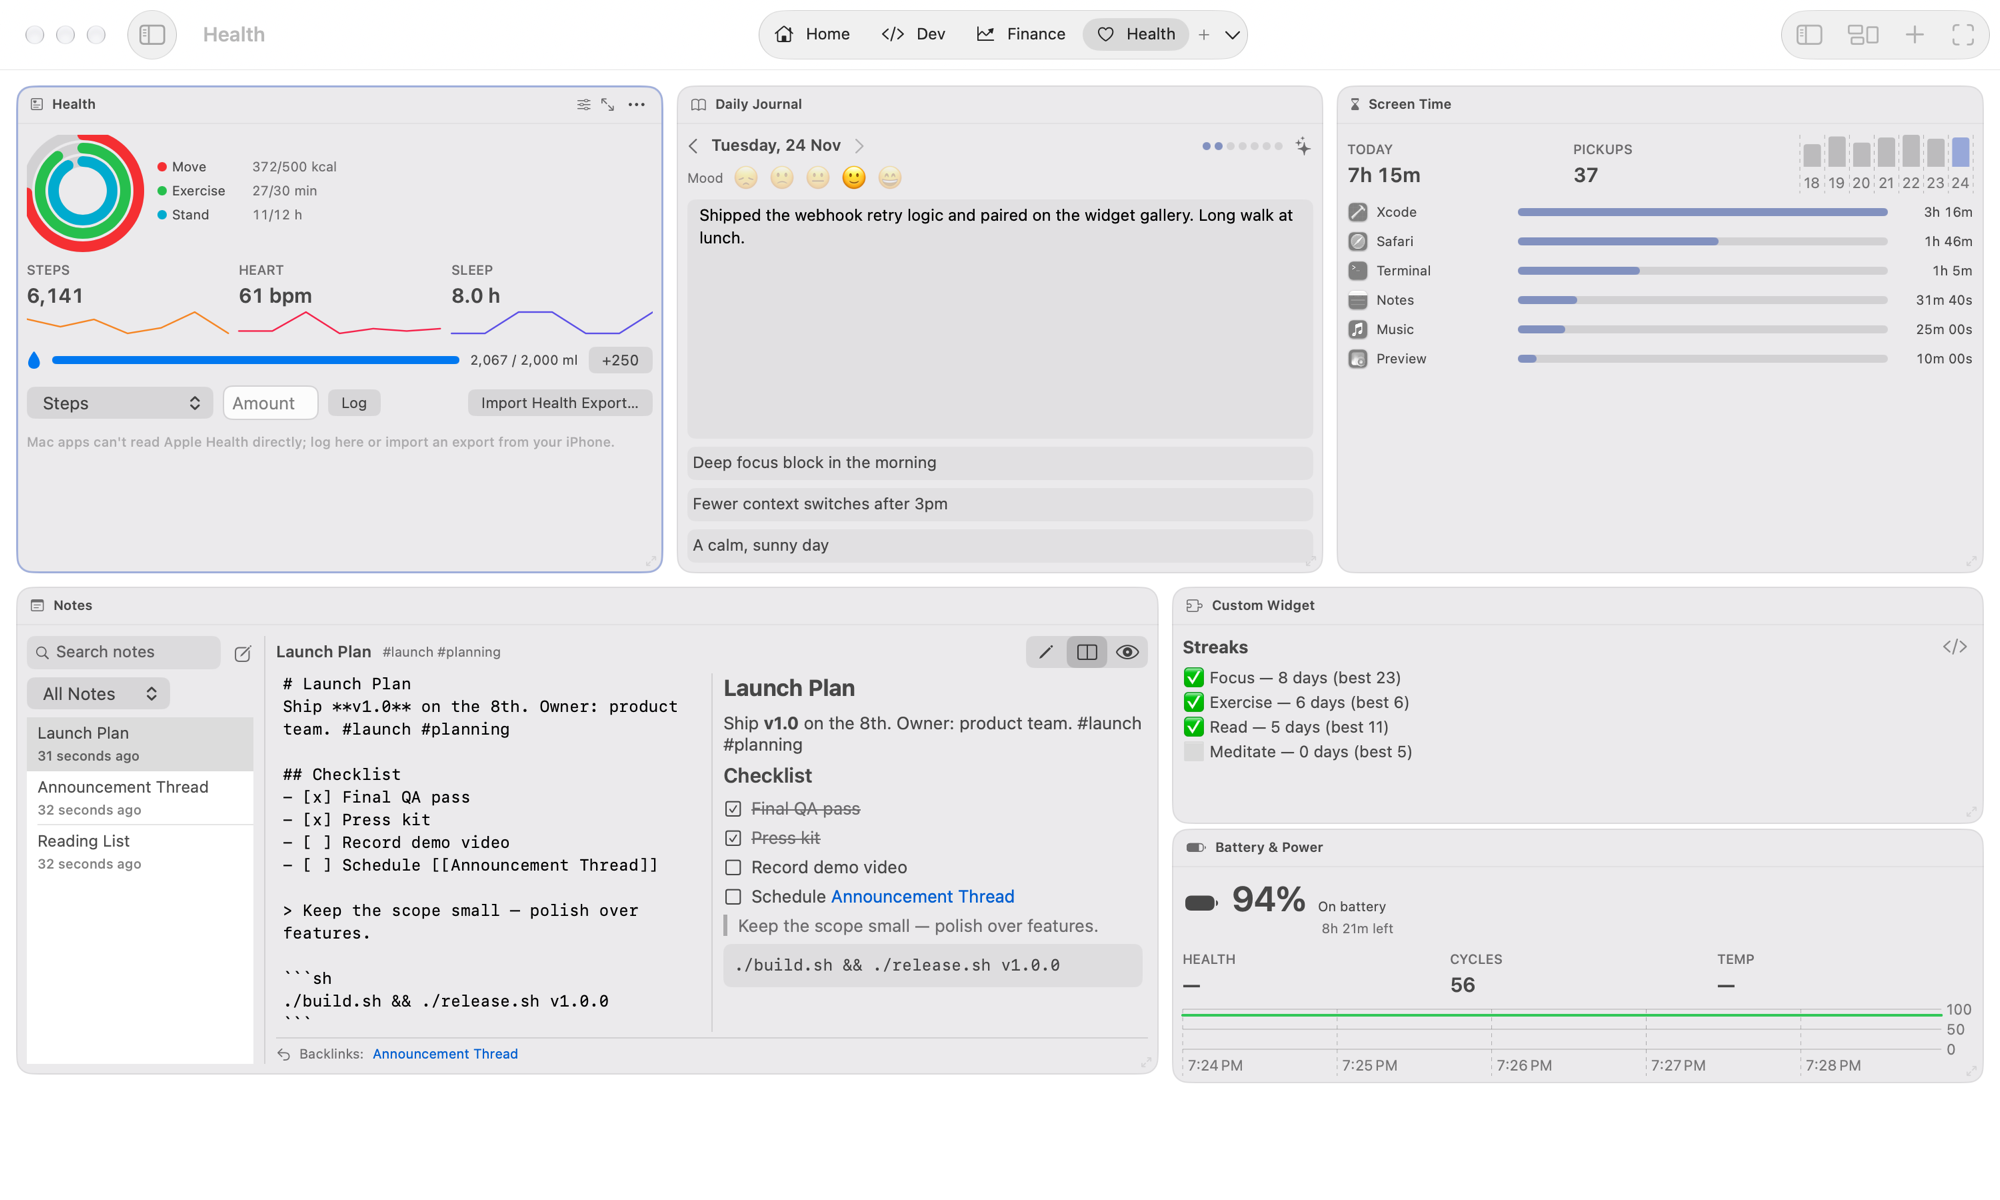 Health
Home
Dev
Finance
Health
Health
Move 372/500 kcal
Exercise 27/30 min
Stand 11/12 h
STEPS
6,141
HEART
61 bpm
SLEEP
8.0 h
2,067 / 2,000 ml
+250
Steps
Amount
Log
Import Health Export...
Mac apps can't read Apple Health directly; log here or import an export from your iPhone.
Daily Journal
Tuesday, 24 Nov
Mood
Shipped the webhook retry logic and paired on the widget gallery. Long walk at
lunch.
Deep focus block in the morning
Fewer context switches after 3pm
A calm, sunny day
Screen Time
TODAY
7h 15m
PICKUPS
37
18 19 20 21 22 23 24
Xcode 3h 16m
Safari 1h 46m
Terminal 1h 5m
Notes 31m 40s
Music 25m 00s
Preview 10m 00s
Notes
Search notes
All Notes
Launch Plan
31 seconds ago
Announcement Thread
32 seconds ago
Reading List
32 seconds ago
Launch Plan #launch #planning
# Launch Plan
Ship **v1.0** on the 8th. Owner: product
team. #launch #planning
## Checklist
- [x] Final QA pass
- [x] Press kit
- [ ] Record demo video
- [ ] Schedule [[Announcement Thread]]
> Keep the scope small — polish over
features.
```sh
./build.sh && ./release.sh v1.0.0
```
Launch Plan
Ship v1.0 on the 8th. Owner: product team. #launch
#planning
Checklist
Final QA pass
Press kit
Record demo video
Schedule Announcement Thread
Keep the scope small — polish over features.
./build.sh && ./release.sh v1.0.0
Backlinks: Announcement Thread
Custom Widget
Streaks
✅ Focus — 8 days (best 23)
✅ Exercise — 6 days (best 6)
✅ Read — 5 days (best 11)
Meditate — 0 days (best 5)
Battery & Power
94% On battery
8h 21m left
HEALTH
—
CYCLES
56
TEMP
—
100
50
0
7:24 PM 7:25 PM 7:26 PM 7:27 PM 7:28 PM